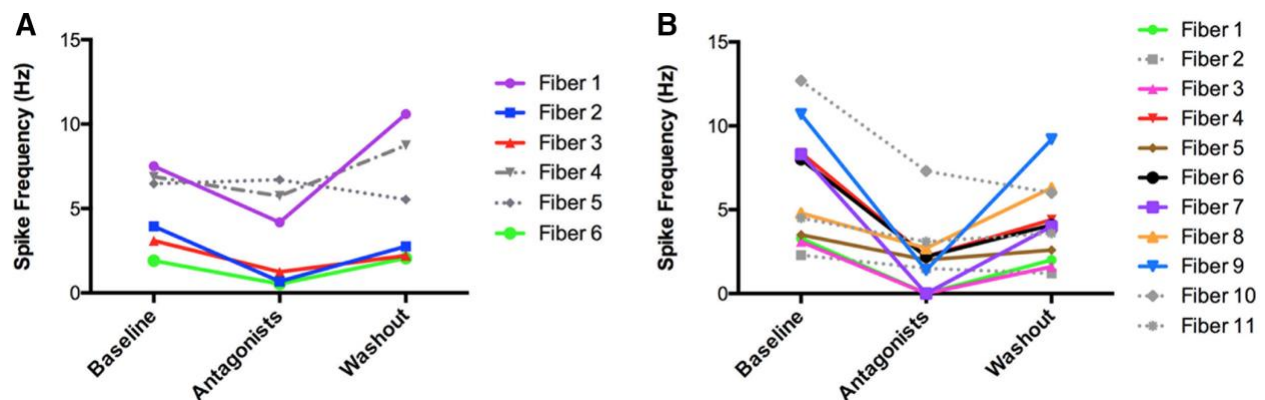 A
Spike Frequency (Hz)
15
10
5
0
Baseline
Antagonists
Washout
Fiber 1
Fiber 2
Fiber 3
Fiber 4
Fiber 5
Fiber 6
B
Spike Frequency (Hz)
15
10
5
0
Baseline
Antagonists
Washout
Fiber 1
Fiber 2
Fiber 3
Fiber 4
Fiber 5
Fiber 6
Fiber 7
Fiber 8
Fiber 9
Fiber 10
Fiber 11